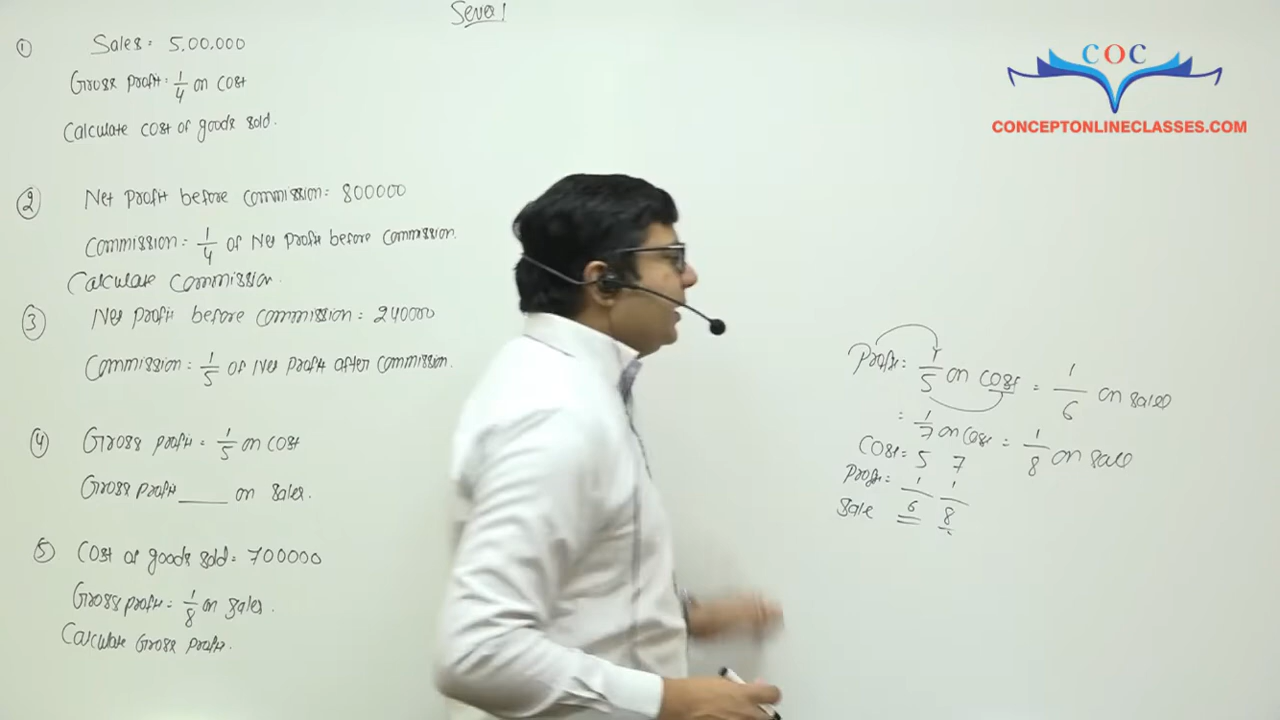 ① Sales = 5,00,000
Gross profit = 1/4 on cost
Calculate cost of goods sold.
② Net Profit before commission = 800000
Commission = 1/4 of Net Profit before commission.
Calculate commission.
③ Net Profit before commission = 240000
Commission = 1/5 of Net Profit after commission.
④ Gross profit = 1/5 on cost
Gross profit ____ on sales.
⑤ Cost of goods sold = 700000
Gross profit = 1/8 on sales.
Calculate Gross Profit.
COC
CONCEPTONLINECLASSES.COM
Profit = 1/5 on cost = 1/6 on sales
= 1/7 on cost = 1/8 on sale
Cost = 5 7
Profit = 1 1
Sale 6 8